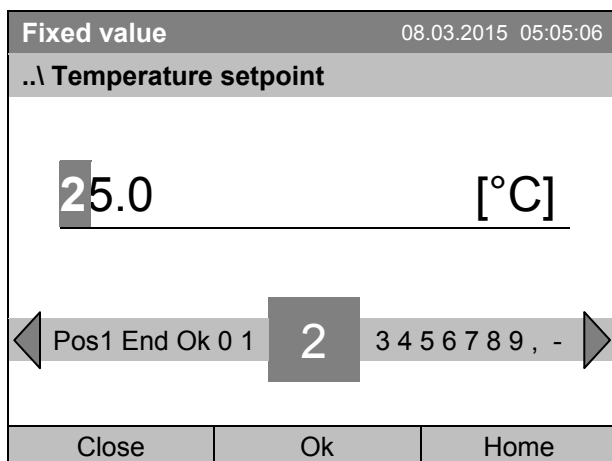 Fixed value 08.03.2015 05:05:06
..\ Temperature setpoint
25.0 [°C]
Pos1 End Ok 0 1 2 3 4 5 6 7 8 9 , -
Close Ok Home